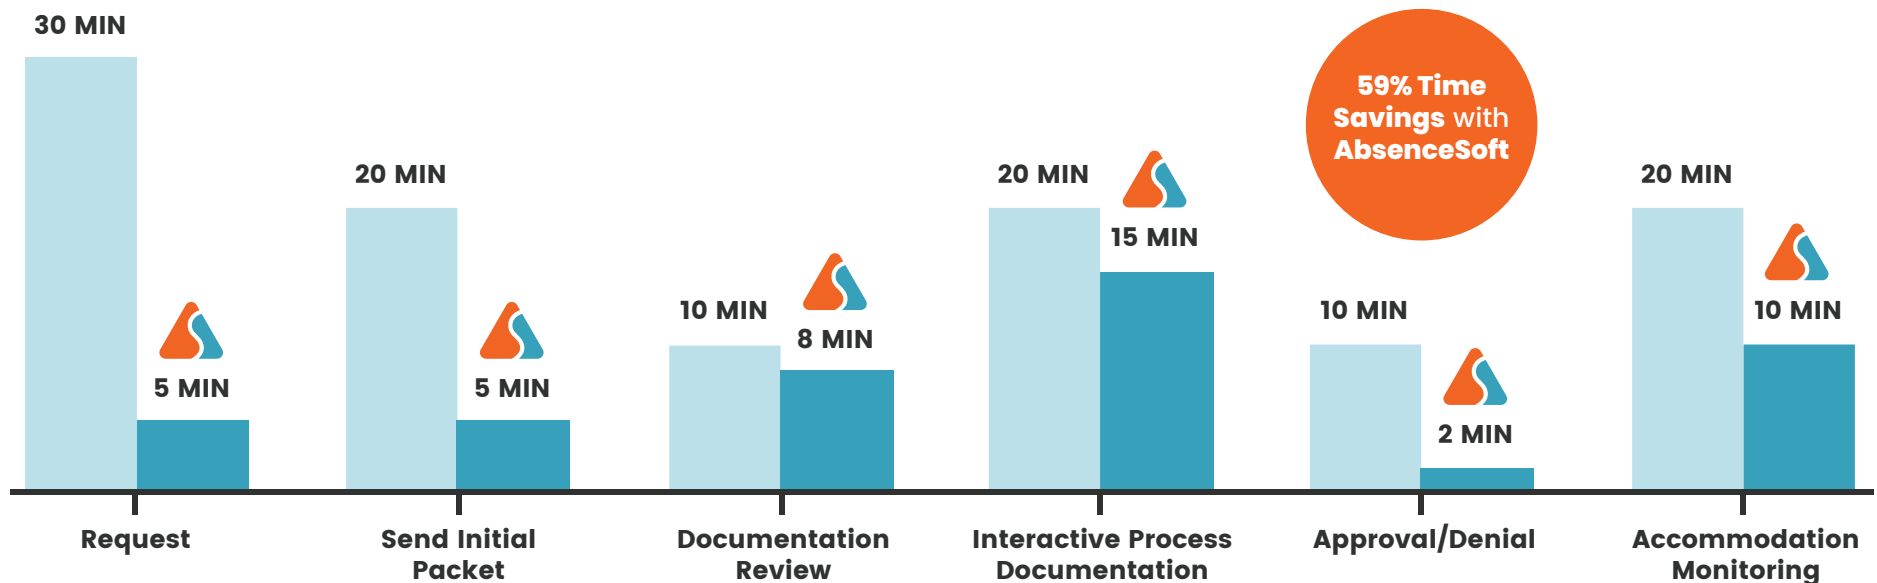 30 MIN
5 MIN
20 MIN
5 MIN
10 MIN
8 MIN
20 MIN
15 MIN
59% Time
Savings with
AbsenceSoft
10 MIN
2 MIN
20 MIN
10 MIN
Request
Send Initial
Packet
Documentation
Review
Interactive Process
Documentation
Approval/Denial
Accommodation
Monitoring